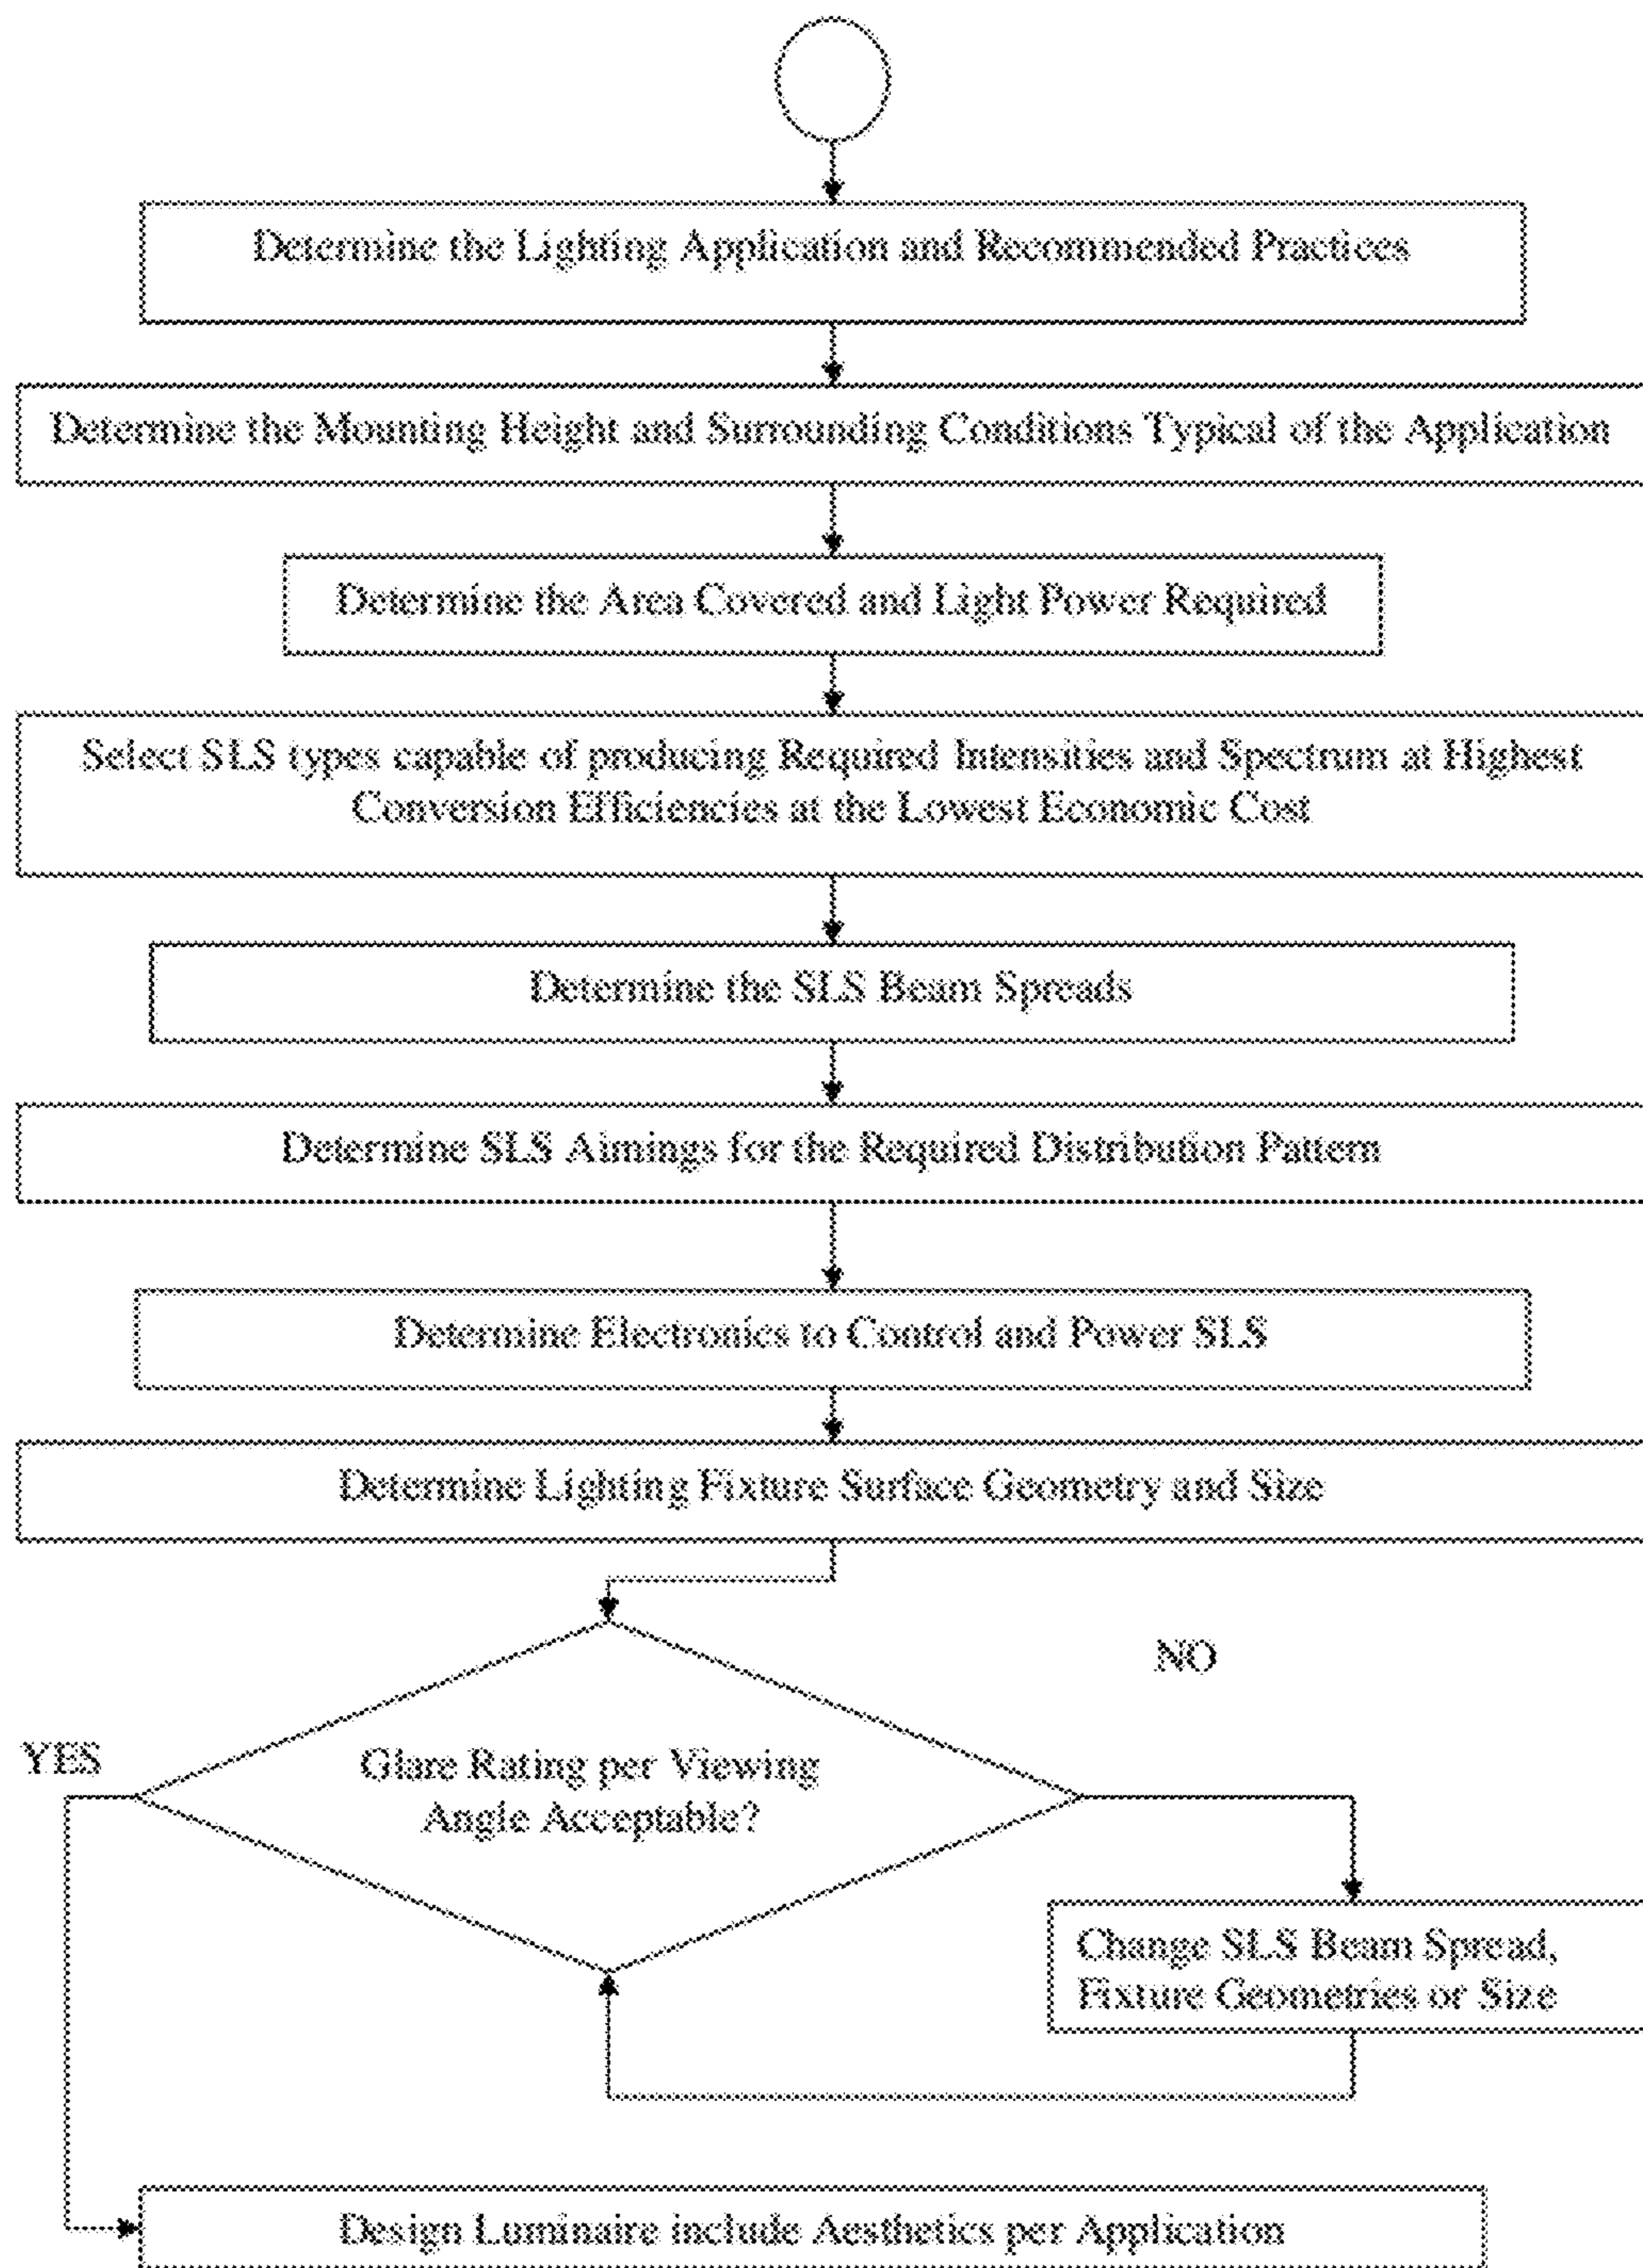 Determine the Lighting Application and Recommended Practices
Determine the Mounting Height and Surrounding Conditions Typical of the Application
Determine the Area Covered and Light Power Required
Select SLS types capable of producing Required Intensities and Spectrum at Highest
Conversion Efficiencies at the Lowest Economic Cost
Determine the SLS Beam Spreads
Determine SLS Aimings for the Required Distribution Pattern
Determine Electronics to Control and Power SLS
Determine Lighting Fixture Surface Geometry and Size
NO
YES
Glare Rating per Viewing
Angle Acceptable?
Change SLS Beam Spread,
Fixture Geometries or Size
Design Luminaire include Aesthetics per Application